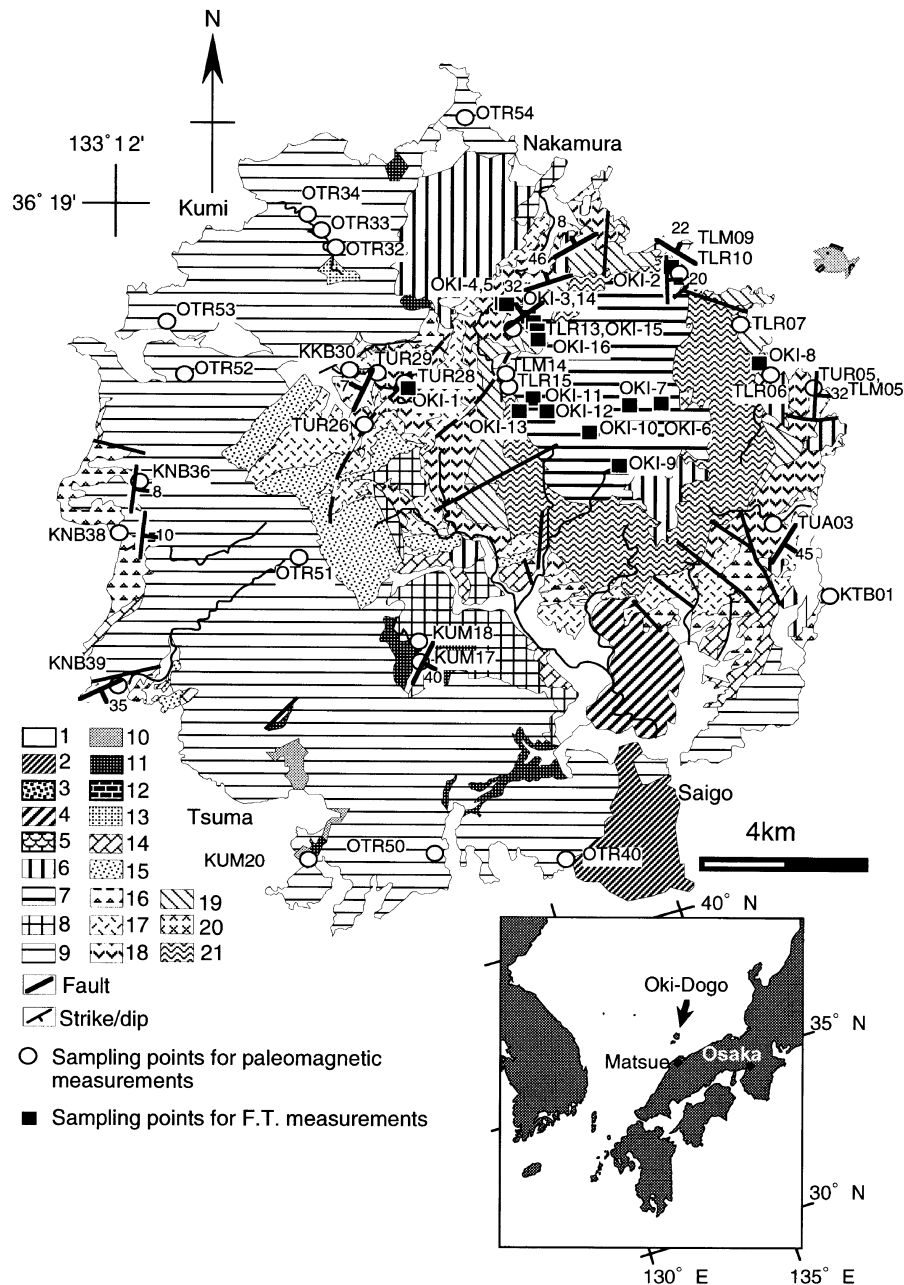 N
OTR54
133° 12'
Nakamura
36° 19'
Kumi
OTR34
OTR33
OTR32
8
46
22
TLM09
TLR10
20
OKI-2
OKI-4,5
32
OKI-3,14
OTR53
TLR13,OKI-15
OKI-16
TLR07
KKB30
TUR29
TLM14
OKI-8
OTR52
TUR28
TLR15
OKI-11
OKI-7
TUR05,
TLR06
32
TLM05
7
OKI-1
OKI-12
TUR26
OKI-13
OKI-10
OKI-6
OKI-9
KNB36
8
KNB38
10
TUA03
45
OTR51
KTB01
KUM18
KUM17
40
KNB39
35
1
10
2
11
3
12
4
13
5
14
6
15
7
16
19
8
17
20
9
18
21
Tsuma
Saigo
4km
KUM20
OTR50
OTR40
Fault
Strike/dip
Sampling points for paleomagnetic
measurements
Sampling points for F.T. measurements
40° N
Oki-Dogo
35° N
Matsue
Osaka
30° N
130° E
135° E